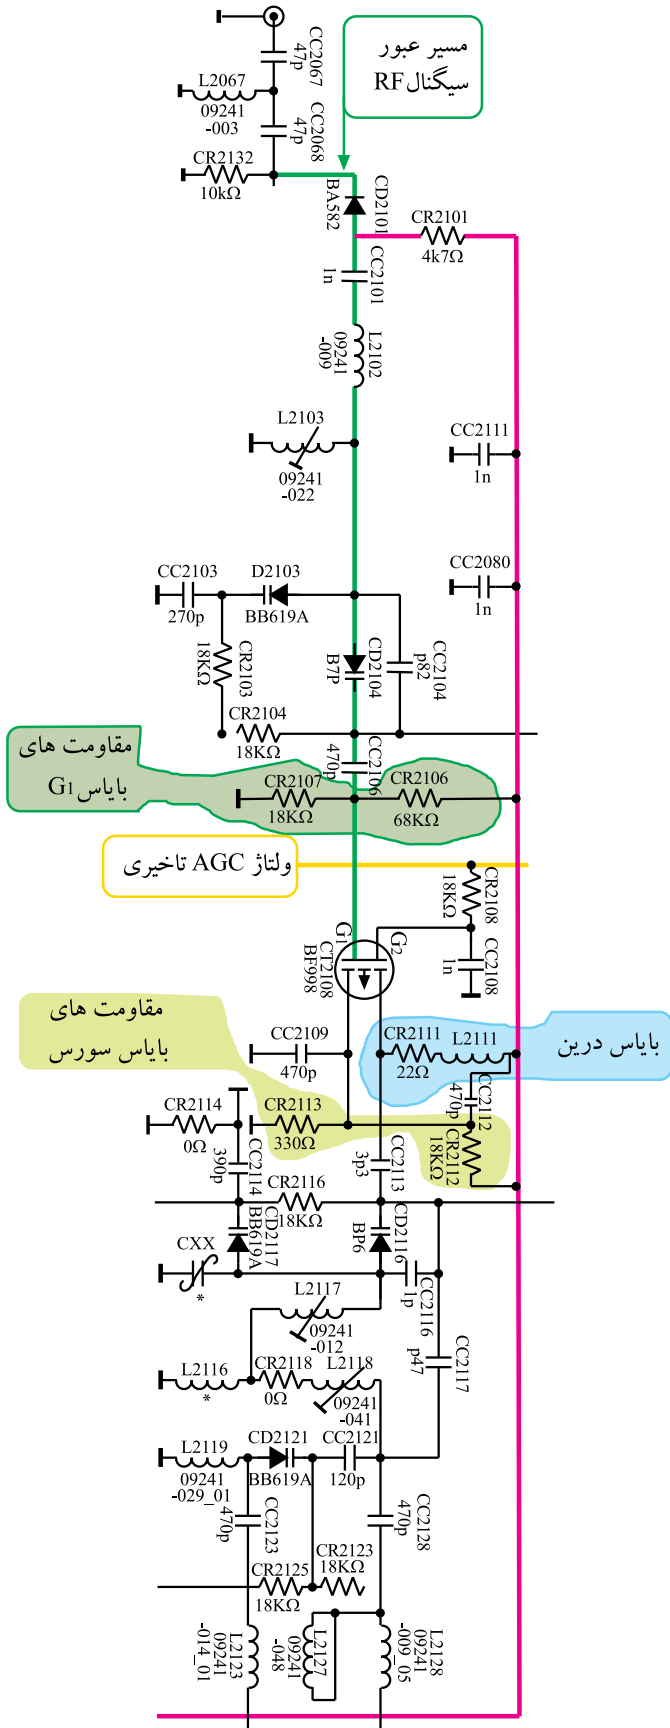 CC2067
47p
مسیر عبور
سیگنال RF
L2067
09241
-003
CC2068
47p
CR2132
10kΩ
CD2101
BA582
CR2101
4k7Ω
CC2101
1n
L2102
09241
-009
L2103
09241
-022
CC2111
1n
CC2080
1n
CC2103
270p
D2103
BB619A
CR2103
18KΩ
CD2104
B7P
CC2104
p82
CR2104
18KΩ
CC2106
470p
مقاومت های
بایاس G1
CR2107
18KΩ
CR2106
68KΩ
ولتاژ AGC تاخیری
CR2108
18KΩ
G1
G2
CT2108
BF998
CC2108
1n
مقاومت های
بایاس سورس
CC2109
470p
CR2111
22Ω
L2111
بایاس درین
CC2112
470p
CR2114
0Ω
CR2113
330Ω
CR2112
18KΩ
CC2114
390p
CC2113
3p3
CR2116
18KΩ
CD2117
BB619A
CD2116
BP6
CXX
*
CC2116
1p
L2117
09241
-012
CC2117
p47
L2116
*
CR2118
0Ω
L2118
09241
-041
L2119
09241
-029_01
CD2121
BB619A
CC2121
120p
CC2123
470p
CC2128
470p
CR2125
18KΩ
CR2123
18KΩ
L2123
09241
-014_01
L2127
09241
-048
L2128
09241
-009_05